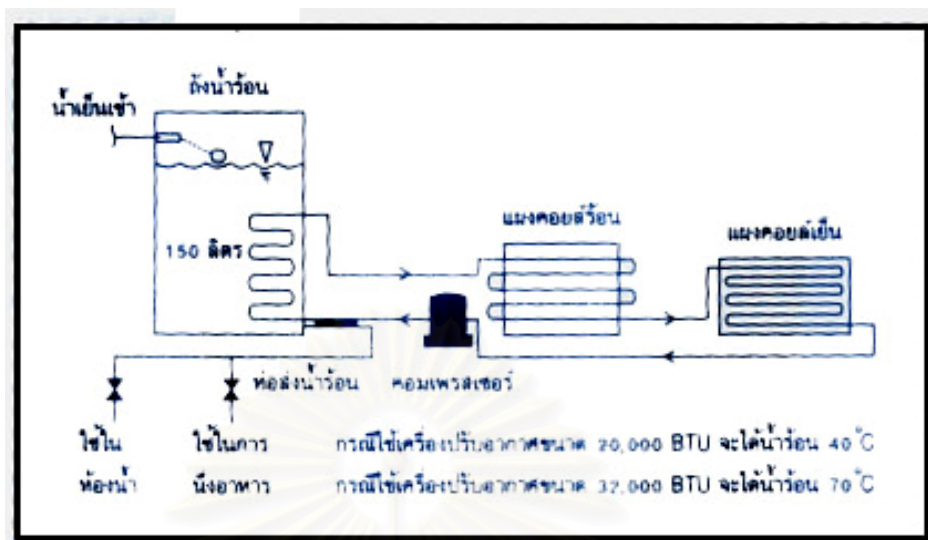 ถังน้ำร้อน
น้ำเย็นเข้า
แผงคอยล์ร้อน
แผงคอยล์เย็น
150 ลิตร
ท่อส่งน้ำร้อน
คอมเพรสเซอร์
ใช้ใน
ห้องน้ำ
ใช้ในการ
นึ่งอาหาร
กรณีใช้เครื่องปรับอากาศขนาด 20,000 BTU จะได้น้ำร้อน 40 °C
กรณีใช้เครื่องปรับอากาศขนาด 32,000 BTU จะได้น้ำร้อน 70 °C